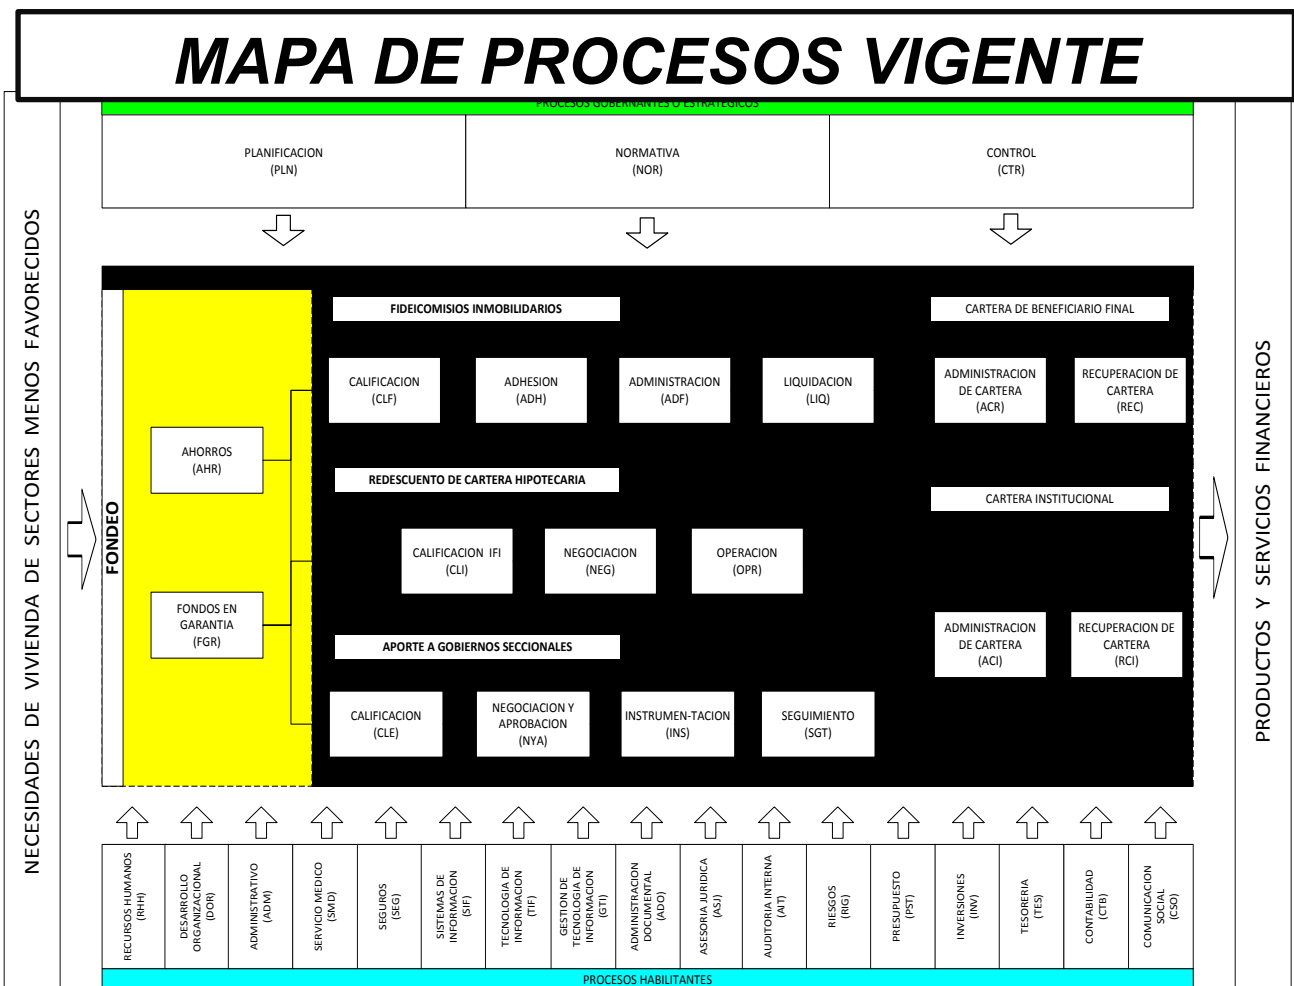 MAPA DE PROCESOS VIGENTE
PROCESOS GOBERNANTES O ESTRATEGICOS
PLANIFICACION
(PLN)
NORMATIVA
(NOR)
CONTROL
(CTR)
NECESIDADES DE VIVIENDA DE SECTORES MENOS FAVORECIDOS
FONDEO
AHORROS
(AHR)
FONDOS EN
GARANTIA
(FGR)
FIDEICOMISIOS INMOBILIDARIOS
CALIFICACION
(CLF)
ADHESION
(ADH)
ADMINISTRACION
(ADF)
LIQUIDACION
(LIQ)
REDESCUENTO DE CARTERA HIPOTECARIA
CALIFICACION IFI
(CLI)
NEGOCIACION
(NEG)
OPERACION
(OPR)
APORTE A GOBIERNOS SECCIONALES
CALIFICACION
(CLE)
NEGOCIACION Y
APROBACION
(NYA)
INSTRUMEN-TACION
(INS)
SEGUIMIENTO
(SGT)
CARTERA DE BENEFICIARIO FINAL
ADMINISTRACION
DE CARTERA
(ACR)
RECUPERACION DE
CARTERA
(REC)
CARTERA INSTITUCIONAL
ADMINISTRACION
DE CARTERA
(ACI)
RECUPERACION DE
CARTERA
(RCI)
PRODUCTOS Y SERVICIOS FINANCIEROS
RECURSOS HUMANOS
(RHH)
DESARROLLO
ORGANIZACIONAL
(DOR)
ADMINISTRATIVO
(ADM)
SERVICIO MEDICO
(SMD)
SEGUROS
(SEG)
SISTEMAS DE
INFORMACION
(SIF)
TECNOLOGIA DE
INFORMACION
(TIF)
GESTION DE
TECNOLOGIA DE
INFORMACION
(GTI)
ADMINISTRACION
DOCUMENTAL
(ADO)
ASESORIA JURIDICA
(ASJ)
AUDITORIA INTERNA
(AIT)
RIESGOS
(RIG)
PRESUPUESTO
(PST)
INVERSIONES
(INV)
TESORERIA
(TES)
CONTABILIDAD
(CTB)
COMUNICACION
SOCIAL
(CSO)
PROCESOS HABILITANTES